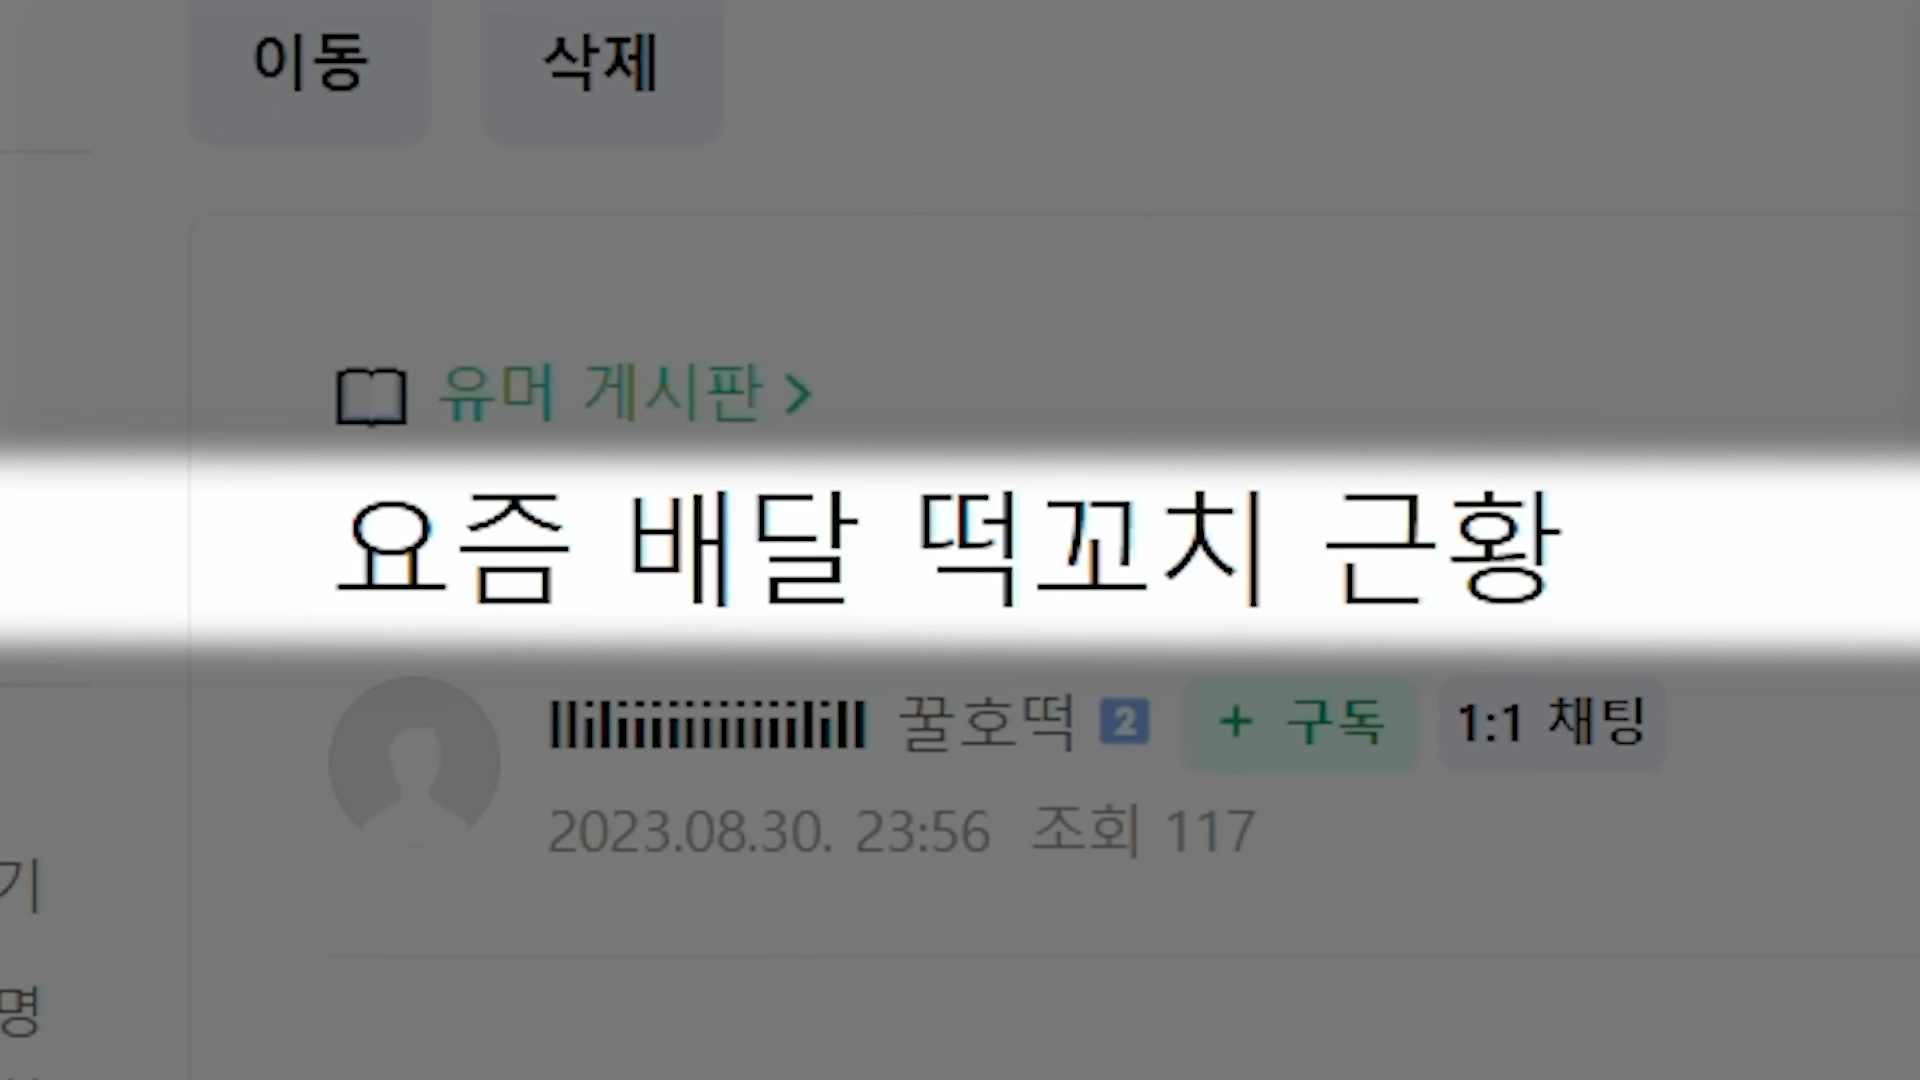 이동 삭제
유머 게시판 >
요즘 배달 떡꼬치 근황
꿀호떡 2 + 구독 1:1 채팅
2023.08.30. 23:56 조회 117
기
명